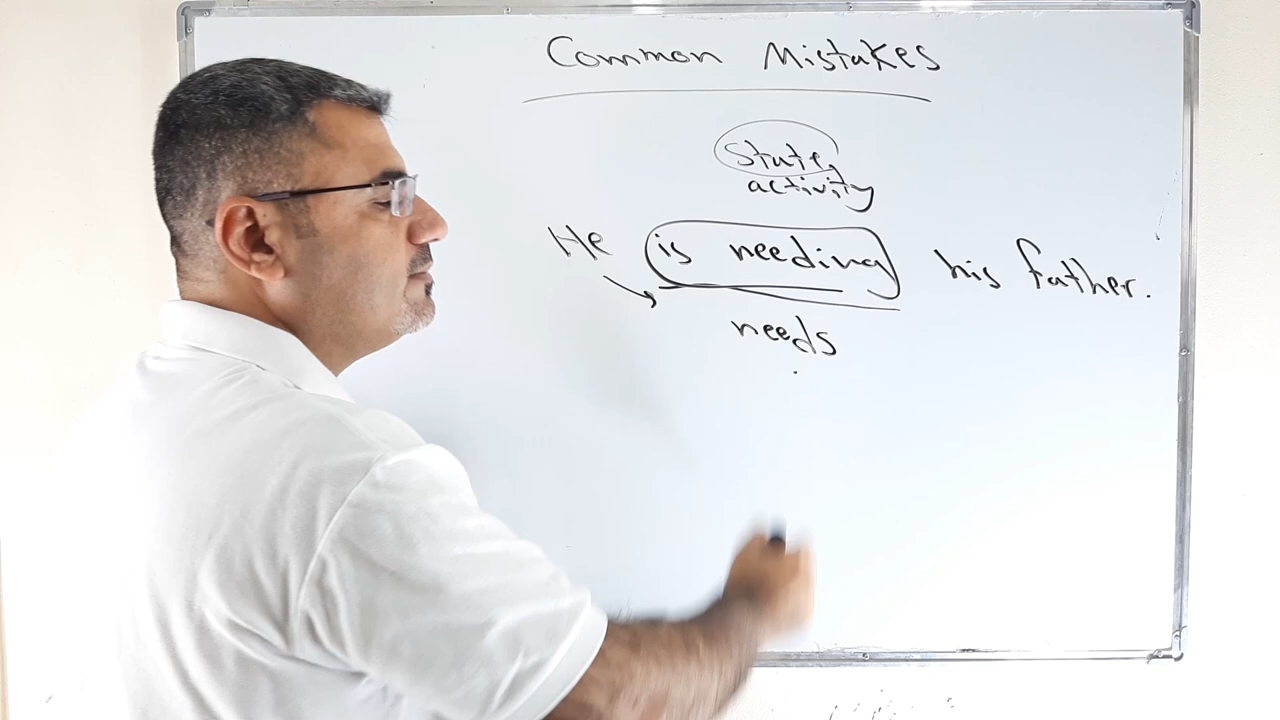 Common Mistakes
State,
activity
He is needing his father.
needs